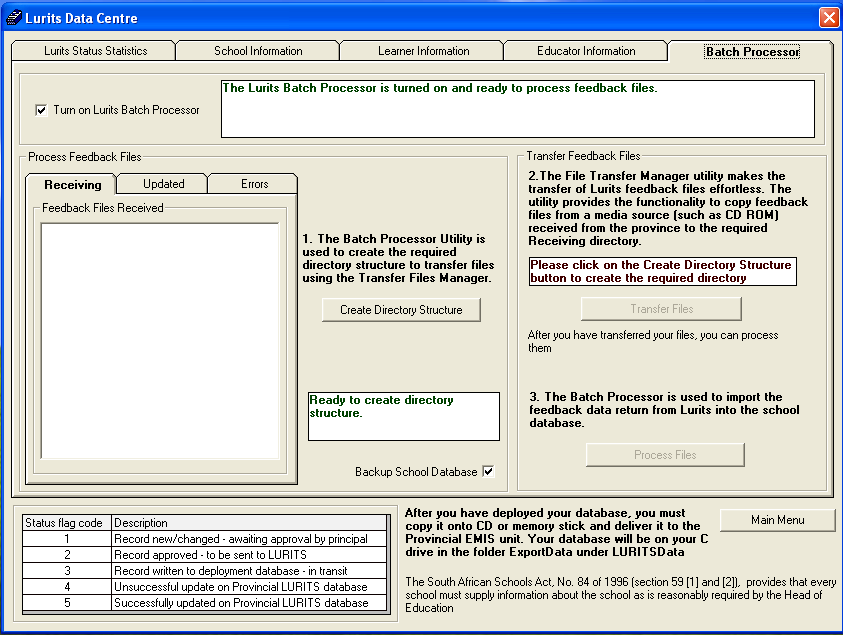 Lurits Data Centre
Lurits Status Statistics
School Information
Learner Information
Educator Information
Batch Processor
Turn on Lurits Batch Processor
The Lurits Batch Processor is turned on and ready to process feedback files.
Process Feedback Files
Receiving
Updated
Errors
Feedback Files Received
1. The Batch Processor Utility is
used to create the required
directory structure to transfer files
using the Transfer Files Manager.
Create Directory Structure
Ready to create directory
structure.
Backup School Database
Transfer Feedback Files
2.The File Transfer Manager utility makes the
transfer of Lurits feedback files effortless. The
utility provides the functionality to copy feedback
files from a media source (such as CD ROM)
received from the province to the required
Receiving directory.
Please click on the Create Directory Structure
button to create the required directory
Transfer Files
After you have transferred your files, you can process
them
3. The Batch Processor is used to import the
feedback data return from Lurits into the school
database.
Process Files
Status flag code Description
1 Record new/changed - awaiting approval by principal
2 Record approved - to be sent to LURITS
3 Record written to deployment database - in transit
4 Unsuccessful update on Provincial LURITS database
5 Successfully updated on Provincial LURITS database
After you have deployed your database, you must
copy it onto CD or memory stick and deliver it to the
Provincial EMIS unit. Your database will be on your C
drive in the folder ExportData under LURITSData
Main Menu
The South African Schools Act, No. 84 of 1996 (section 59 [1] and [2]), provides that every
school must supply information about the school as is reasonably required by the Head of
Education